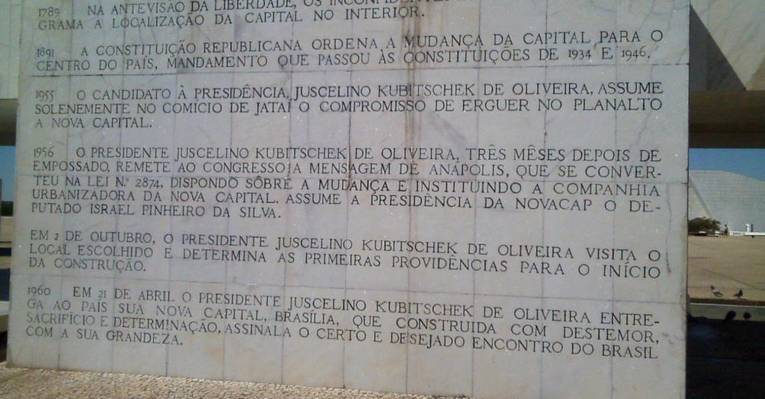 1789 NA ANTEVISÃO DA LIBERDADE, OS
GRAMA A LOCALIZAÇÃO DA CAPITAL NO INTERIOR.
1891 A CONSTITUIÇÃO REPUBLICANA ORDENA A MUDANÇA DA CAPITAL PARA O
CENTRO DO PAÍS, MANDAMENTO QUE PASSOU ÀS CONSTITUIÇÕES DE 1934 E 1946.
1955 O CANDIDATO À PRESIDÊNCIA, JUSCELINO KUBITSCHEK DE OLIVEIRA, ASSUME
SOLENEMENTE NO COMÍCIO DE JATAÍ O COMPROMISSO DE ERGUER NO PLANALTO
A NOVA CAPITAL.
1956 O PRESIDENTE JUSCELINO KUBITSCHEK DE OLIVEIRA, TRÊS MÊSES DEPOIS DE
EMPOSSADO, REMETE AO CONGRESSO A MENSAGEM DE ANÁPOLIS, QUE SE CONVER-
TEU NA LEI N.º 2874, DISPONDO SÔBRE A MUDANÇA E INSTITUINDO A COMPANHIA
URBANIZADORA DA NOVA CAPITAL. ASSUME A PRESIDÊNCIA DA NOVACAP O DE-
PUTADO ISRAEL PINHEIRO DA SILVA.
EM 2 DE OUTUBRO, O PRESIDENTE JUSCELINO KUBITSCHEK DE OLIVEIRA VISITA O
LOCAL ESCOLHIDO E DETERMINA AS PRIMEIRAS PROVIDÊNCIAS PARA O INÍCIO
DA CONSTRUÇÃO.
1960 EM 21 DE ABRIL O PRESIDENTE JUSCELINO KUBITSCHEK DE OLIVEIRA ENTRE-
GA AO PAÍS SUA NOVA CAPITAL, BRASÍLIA, QUE CONSTRUIDA COM DESTEMOR,
SACRIFÍCIO E DETERMINAÇÃO, ASSINALA O CERTO E DESEJADO ENCONTRO DO BRASIL
COM A SUA GRANDEZA.